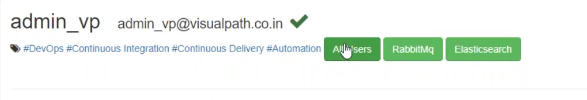 admin_vp admin_vp@visualpath.co.in
#DevOps #Continuous Integration #Continuous Delivery #Automation All Users RabbitMq Elasticsearch